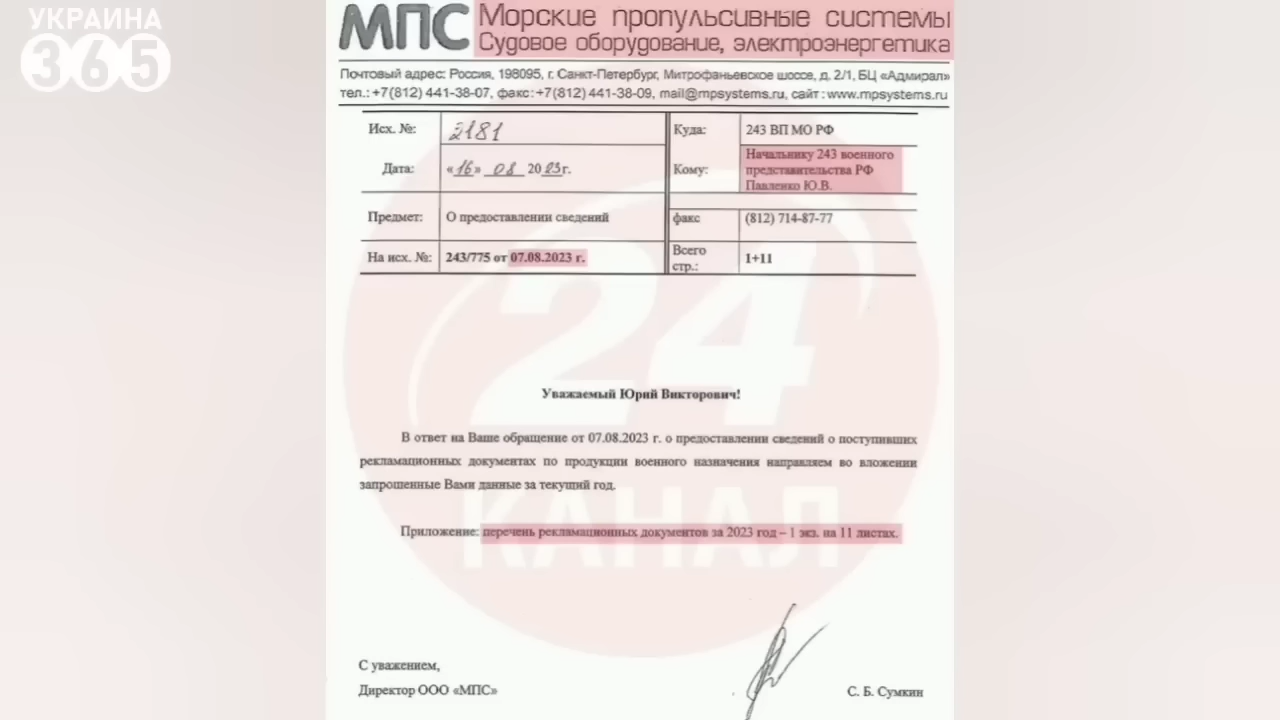 УКРАИНА
365
МПС Морские пропульсивные системы
Судовое оборудование, электроэнергетика
Почтовый адрес: Россия, 198095, г. Санкт-Петербург, Митрофаньевское шоссе, д. 2/1, БЦ «Адмирал»
тел.: +7(812) 441-38-07, факс: +7(812) 441-38-09, mail@mpsystems.ru, сайт: www.mpsystems.ru
Исх. №: 2181
Куда: 243 ВП МО РФ
Дата: «16» 08 2023г.
Кому: Начальнику 243 военного
представительства РФ
Павленко Ю.В.
Предмет: О предоставлении сведений
факс (812) 714-87-77
На исх. №: 243/775 от 07.08.2023 г.
Всего
стр.: 1+11
24
КАНАЛ
Уважаемый Юрий Викторович!
В ответ на Ваше обращение от 07.08.2023 г. о предоставлении сведений о поступивших
рекламационных документах по продукции военного назначения направляем во вложении
запрошенные Вами данные за текущий год.
Приложение: перечень рекламационных документов за 2023 год – 1 экз. на 11 листах.
С уважением,
Директор ООО «МПС»
С. Б. Сумкин